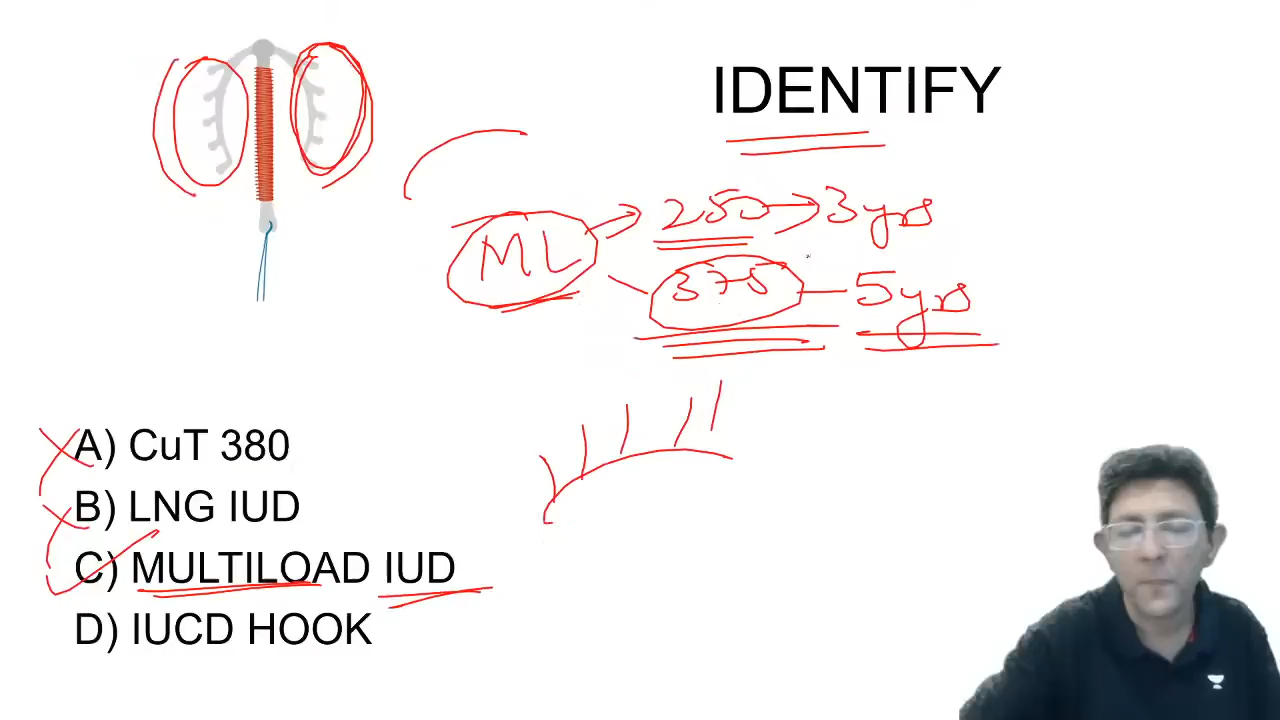 IDENTIFY
ML → 250 → 3yrs
375 — 5yrs
A) CuT 380
B) LNG IUD
C) MULTILOAD IUD
D) IUCD HOOK